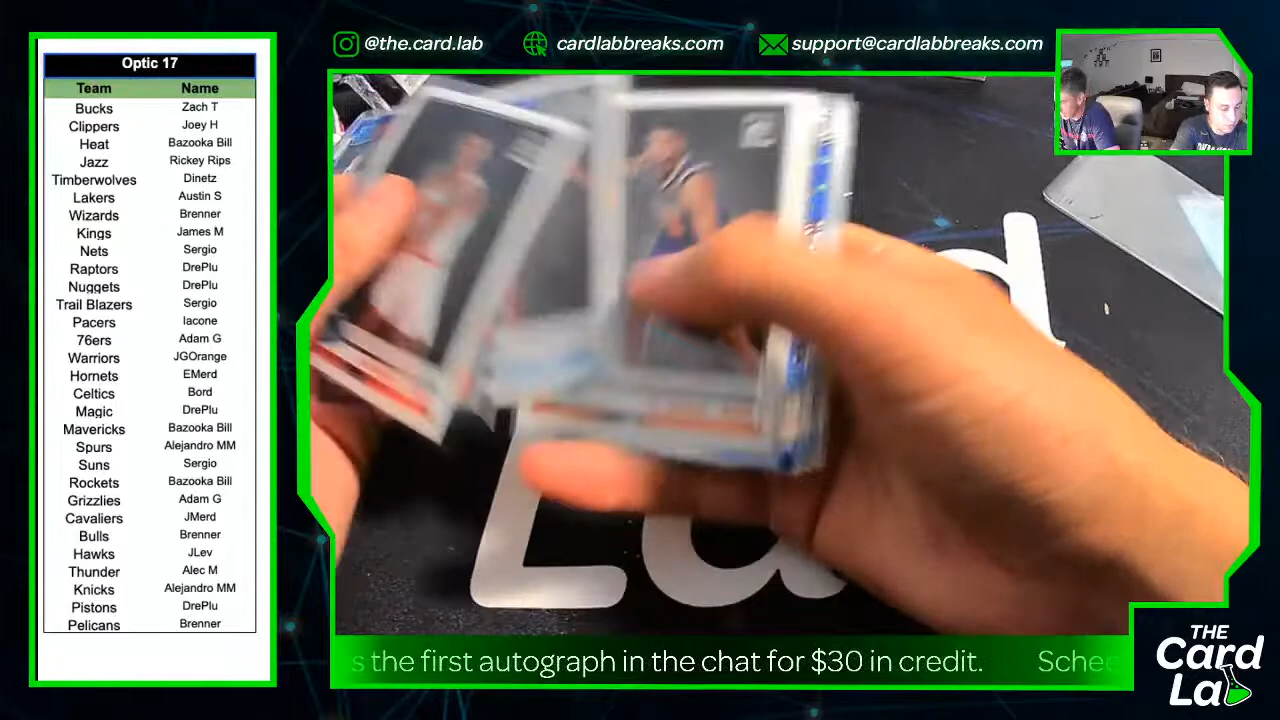 @the.card.lab cardlabbreaks.com support@cardlabbreaks.com
Optic 17
Team Name
Bucks Zach T
Clippers Joey H
Heat Bazooka Bill
Jazz Rickey Rips
Timberwolves Dinetz
Lakers Austin S
Wizards Brenner
Kings James M
Nets Sergio
Raptors DrePlu
Nuggets DrePlu
Trail Blazers Sergio
Pacers Iacone
76ers Adam G
Warriors JGOrange
Hornets EMerd
Celtics Bord
Magic DrePlu
Mavericks Bazooka Bill
Spurs Alejandro MM
Suns Sergio
Rockets Bazooka Bill
Grizzlies Adam G
Cavaliers JMerd
Bulls Brenner
Hawks JLev
Thunder Alec M
Knicks Alejandro MM
Pistons DrePlu
Pelicans Brenner
s the first autograph in the chat for $30 in credit. Sche
THE
Card
Lab